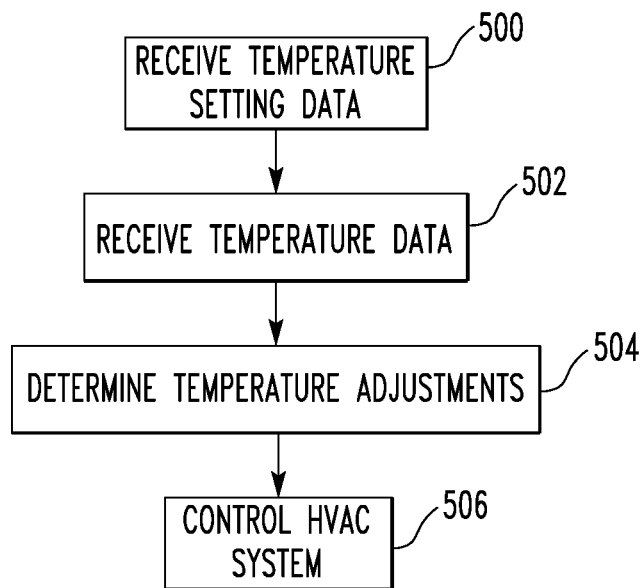 500
RECEIVE TEMPERATURE
SETTING DATA
502
RECEIVE TEMPERATURE DATA
504
DETERMINE TEMPERATURE ADJUSTMENTS
506
CONTROL HVAC
SYSTEM